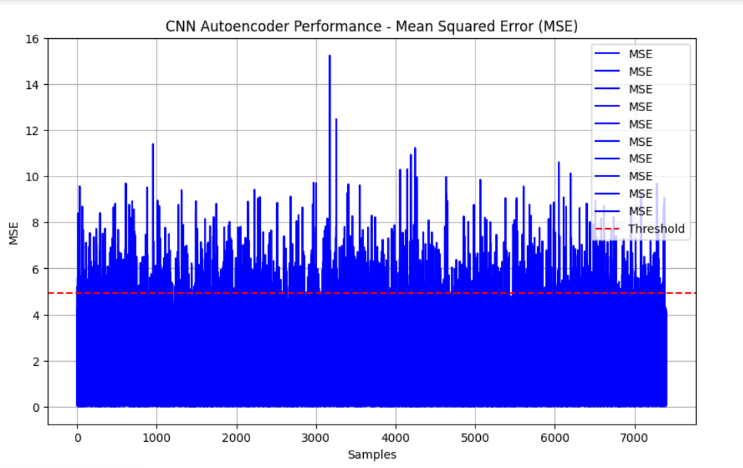 CNN Autoencoder Performance - Mean Squared Error (MSE)
16
14
12
10
8
6
4
2
0
MSE
MSE
MSE
MSE
MSE
MSE
MSE
MSE
MSE
MSE
MSE
Threshold
0 1000 2000 3000 4000 5000 6000 7000
Samples